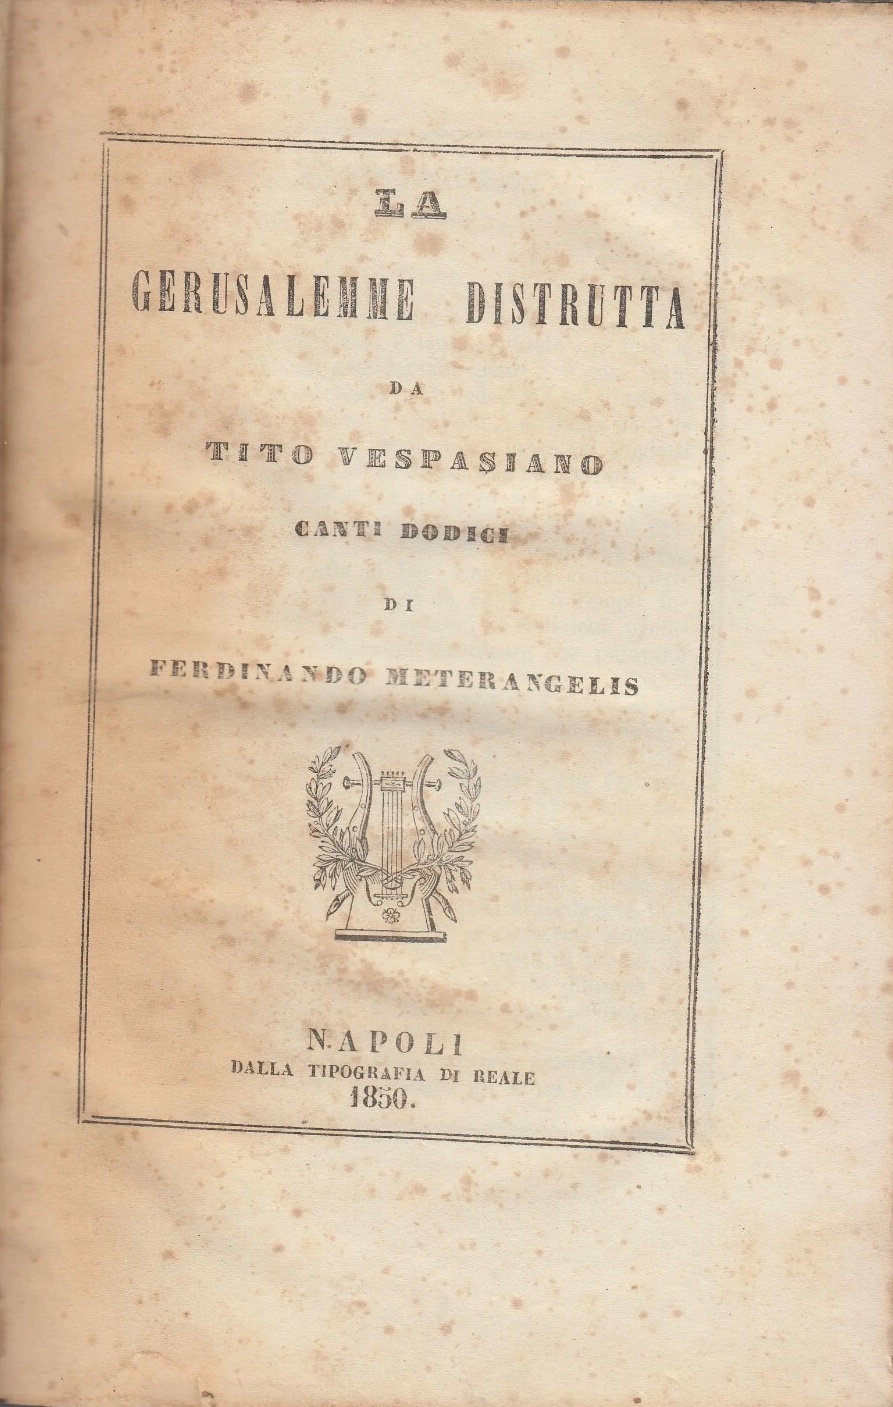 LA
GERUSALEMME DISTRUTTA
DA
TITO VESPASIANO
CANTI DODICI
DI
FERDINANDO METERANGELIS
NAPOLI
DALLA TIPOGRAFIA DI REALE
1850.